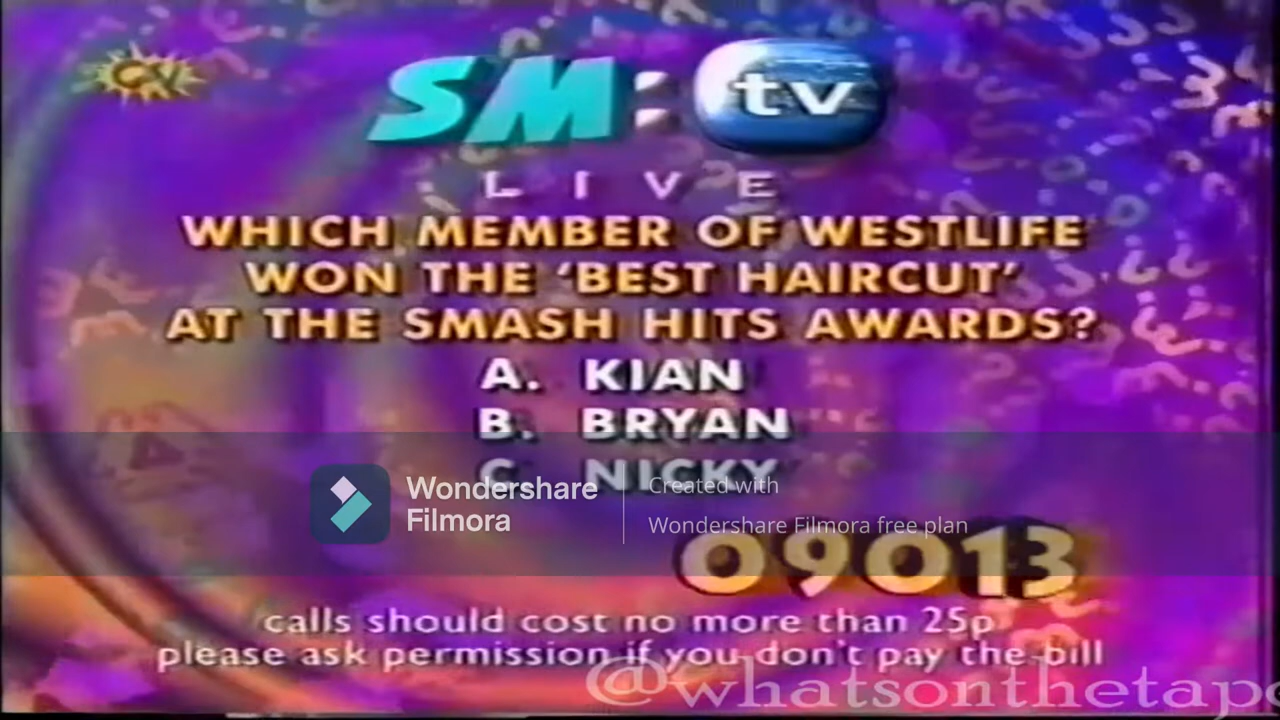 GMTV
SM:tv
LIVE
WHICH MEMBER OF WESTLIFE
WON THE ‘BEST HAIRCUT’
AT THE SMASH HITS AWARDS?
A. KIAN
B. BRYAN
C. NICKY
Wondershare
Filmora
Created with
Wondershare Filmora free plan
09013
calls should cost no more than 25p
please ask permission if you don't pay the bill
@whatsonthetap